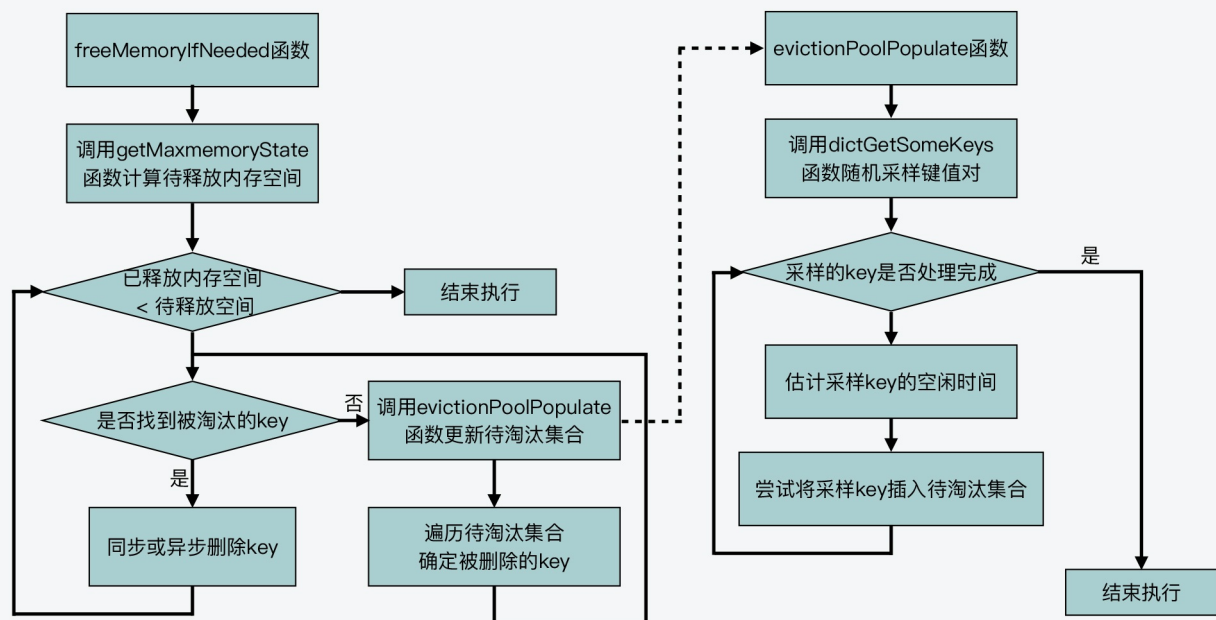 freeMemoryIfNeeded函数
调用getMaxmemoryState
函数计算待释放内存空间
已释放内存空间
< 待释放空间
结束执行
是否找到被淘汰的key
否
调用evictionPoolPopulate
函数更新待淘汰集合
是
同步或异步删除key
遍历待淘汰集合
确定被删除的key
evictionPoolPopulate函数
调用dictGetSomeKeys
函数随机采样键值对
采样的key是否处理完成
是
估计采样key的空闲时间
尝试将采样key插入待淘汰集合
结束执行